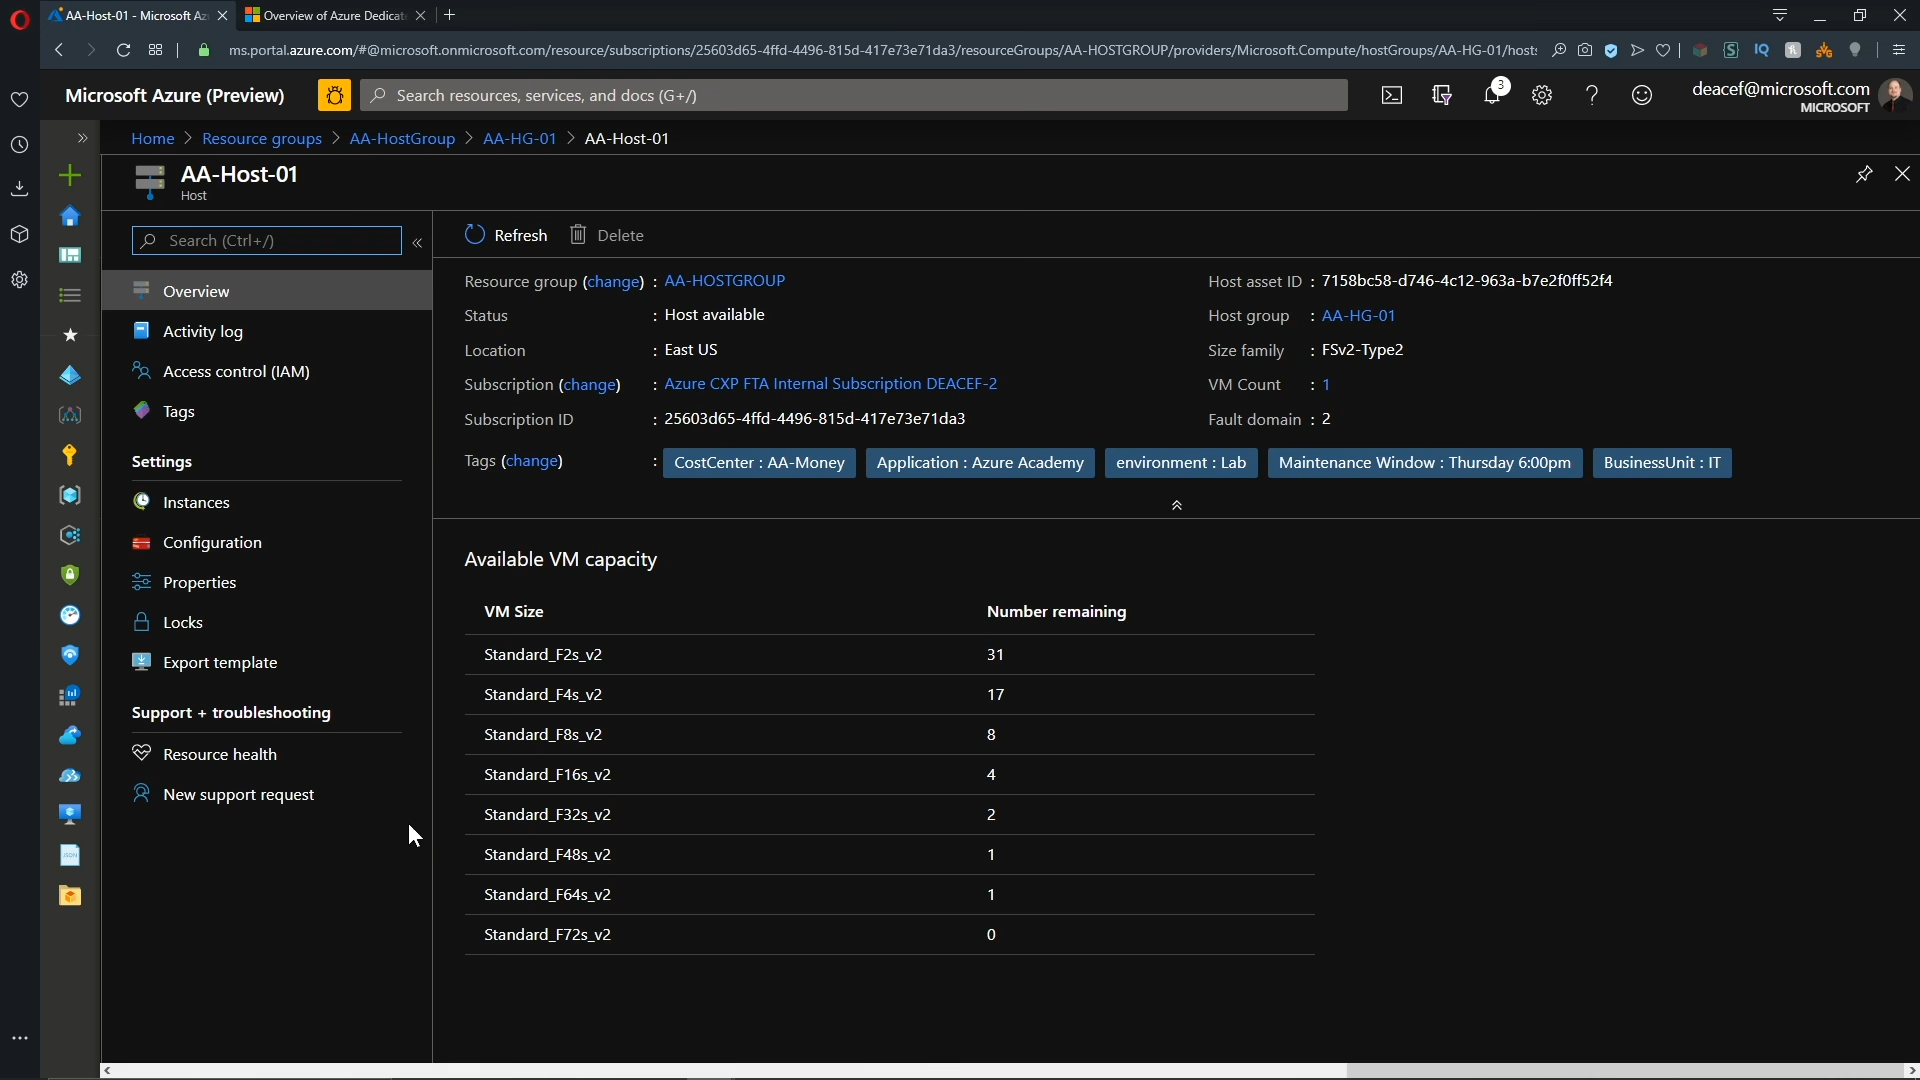 AA-Host-01 - Microsoft Az
Overview of Azure Dedicat
ms.portal.azure.com/#@microsoft.onmicrosoft.com/resource/subscriptions/25603d65-4ffd-4496-815d-417e73e71da3/resourceGroups/AA-HOSTGROUP/providers/Microsoft.Compute/hostGroups/AA-HG-01/hosts
Microsoft Azure (Preview)
Search resources, services, and docs (G+/)
3
deacef@microsoft.com
MICROSOFT
Home > Resource groups > AA-HostGroup > AA-HG-01 > AA-Host-01
AA-Host-01
Host
Search (Ctrl+/)
Overview
Activity log
Access control (IAM)
Tags
Settings
Instances
Configuration
Properties
Locks
Export template
Support + troubleshooting
Resource health
New support request
Refresh
Delete
Resource group (change) : AA-HOSTGROUP
Status : Host available
Location : East US
Subscription (change) : Azure CXP FTA Internal Subscription DEACEF-2
Subscription ID : 25603d65-4ffd-4496-815d-417e73e71da3
Host asset ID : 7158bc58-d746-4c12-963a-b7e2f0ff52f4
Host group : AA-HG-01
Size family : FSv2-Type2
VM Count : 1
Fault domain : 2
Tags (change) : CostCenter : AA-Money Application : Azure Academy environment : Lab Maintenance Window : Thursday 6:00pm BusinessUnit : IT
Available VM capacity
VM Size Number remaining
Standard_F2s_v2 31
Standard_F4s_v2 17
Standard_F8s_v2 8
Standard_F16s_v2 4
Standard_F32s_v2 2
Standard_F48s_v2 1
Standard_F64s_v2 1
Standard_F72s_v2 0